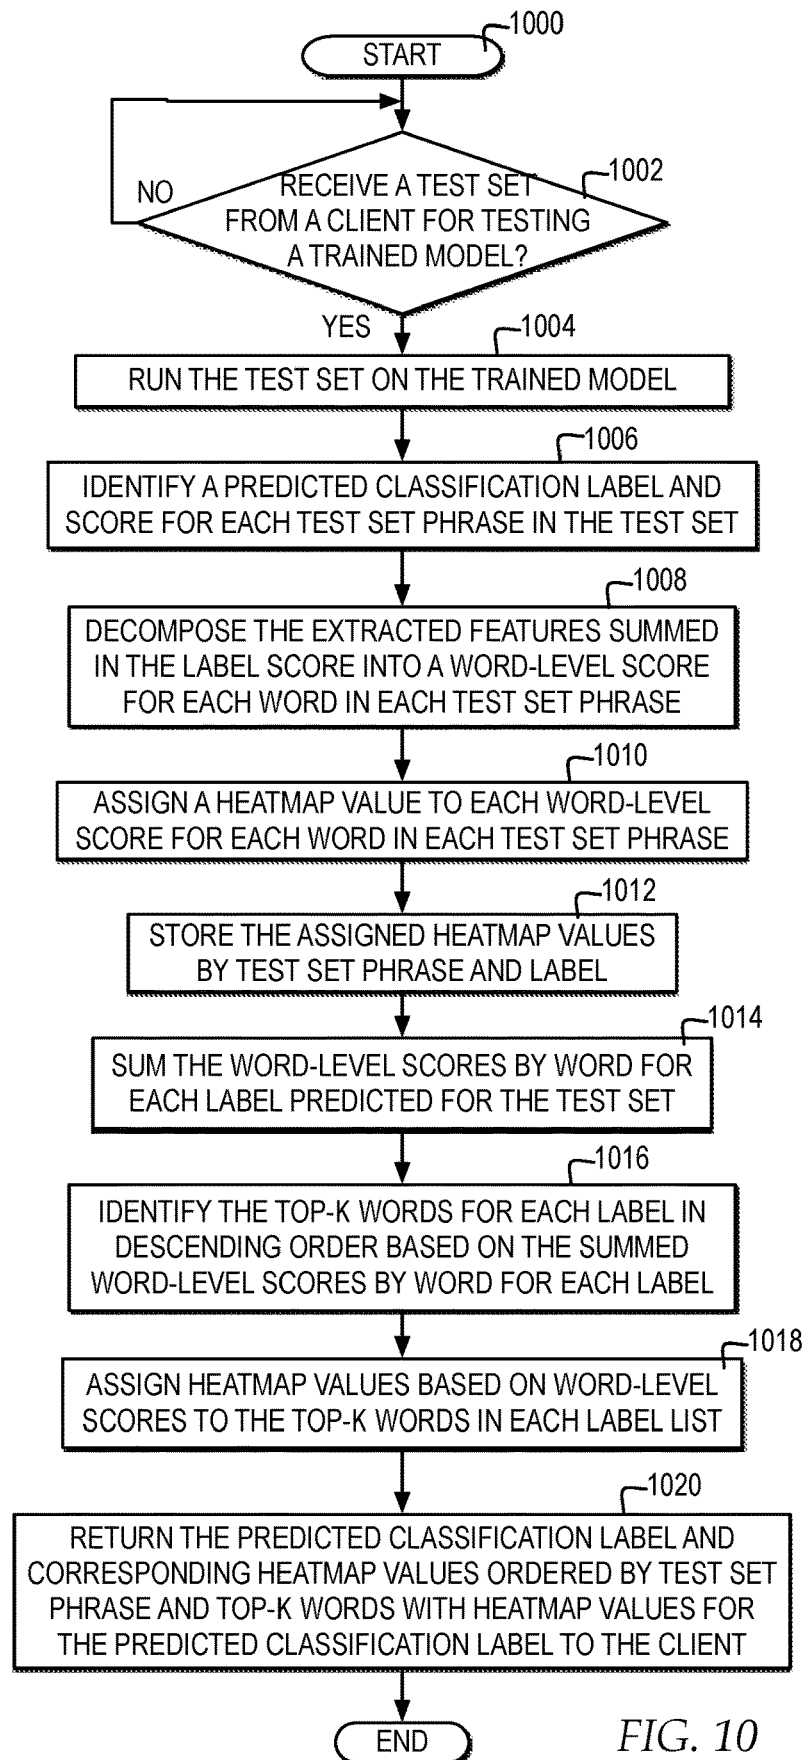 1000
START
1002
NO
RECEIVE A TEST SET
FROM A CLIENT FOR TESTING
A TRAINED MODEL?
YES
1004
RUN THE TEST SET ON THE TRAINED MODEL
1006
IDENTIFY A PREDICTED CLASSIFICATION LABEL AND
SCORE FOR EACH TEST SET PHRASE IN THE TEST SET
1008
DECOMPOSE THE EXTRACTED FEATURES SUMMED
IN THE LABEL SCORE INTO A WORD-LEVEL SCORE
FOR EACH WORD IN EACH TEST SET PHRASE
1010
ASSIGN A HEATMAP VALUE TO EACH WORD-LEVEL
SCORE FOR EACH WORD IN EACH TEST SET PHRASE
1012
STORE THE ASSIGNED HEATMAP VALUES
BY TEST SET PHRASE AND LABEL
1014
SUM THE WORD-LEVEL SCORES BY WORD FOR
EACH LABEL PREDICTED FOR THE TEST SET
1016
IDENTIFY THE TOP-K WORDS FOR EACH LABEL IN
DESCENDING ORDER BASED ON THE SUMMED
WORD-LEVEL SCORES BY WORD FOR EACH LABEL
1018
ASSIGN HEATMAP VALUES BASED ON WORD-LEVEL
SCORES TO THE TOP-K WORDS IN EACH LABEL LIST
1020
RETURN THE PREDICTED CLASSIFICATION LABEL AND
CORRESPONDING HEATMAP VALUES ORDERED BY TEST SET
PHRASE AND TOP-K WORDS WITH HEATMAP VALUES FOR
THE PREDICTED CLASSIFICATION LABEL TO THE CLIENT
END
FIG. 10